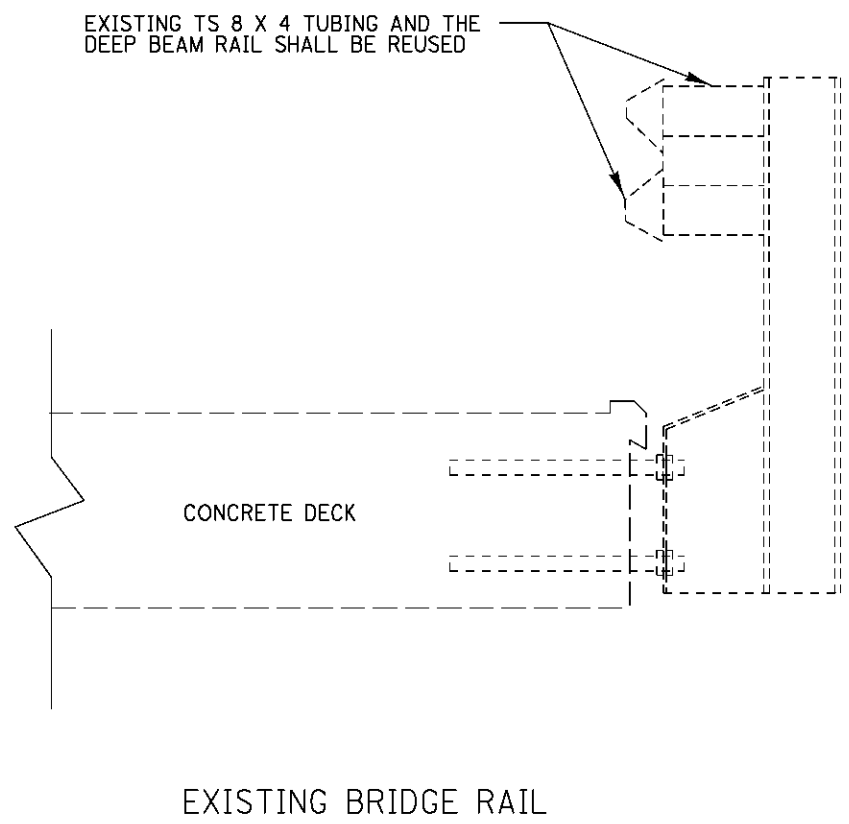 EXISTING TS 8 X 4 TUBING AND THE
DEEP BEAM RAIL SHALL BE REUSED
CONCRETE DECK
EXISTING BRIDGE RAIL